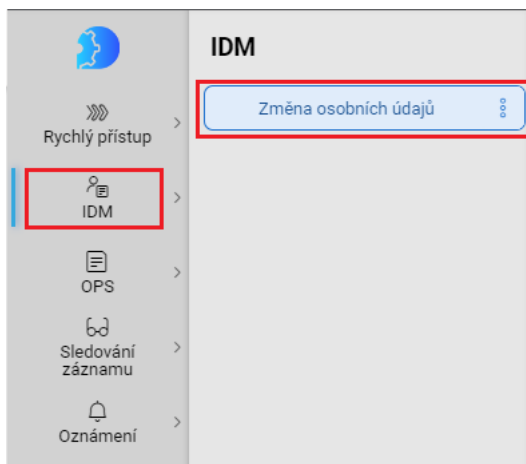 IDM
Změna osobních údajů
Rychlý přístup
IDM
OPS
Sledování
záznamu
Oznámení